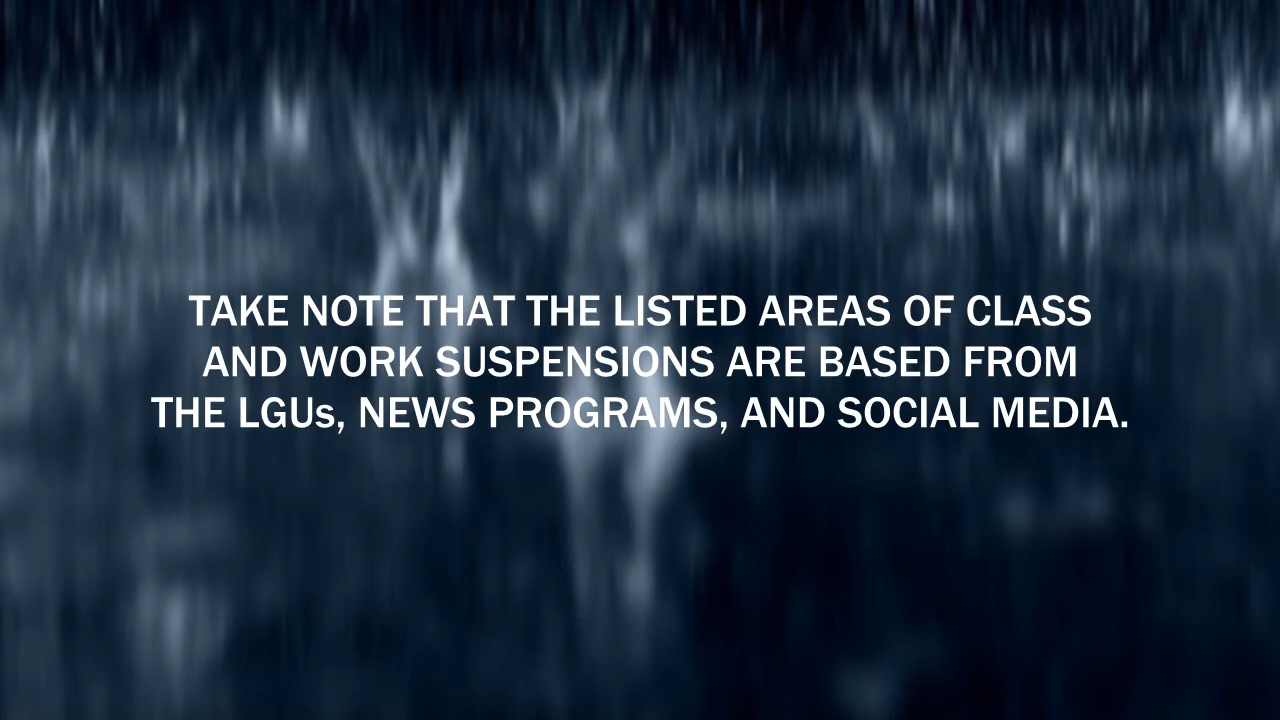 TAKE NOTE THAT THE LISTED AREAS OF CLASS
AND WORK SUSPENSIONS ARE BASED FROM
THE LGUs, NEWS PROGRAMS, AND SOCIAL MEDIA.